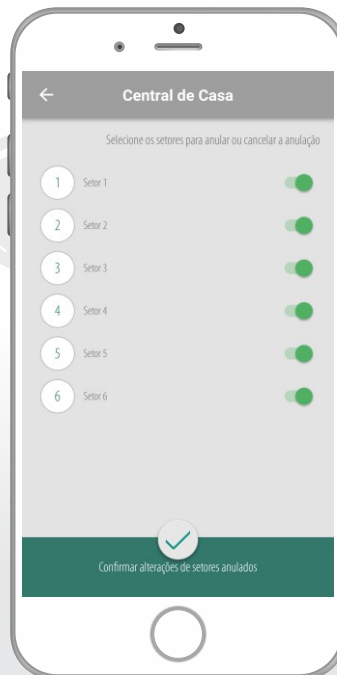 Central de Casa
Selecione os setores para anular ou cancelar a anulação
1 Setor 1
2 Setor 2
3 Setor 3
4 Setor 4
5 Setor 5
6 Setor 6
Confirmar alterações de setores anulados